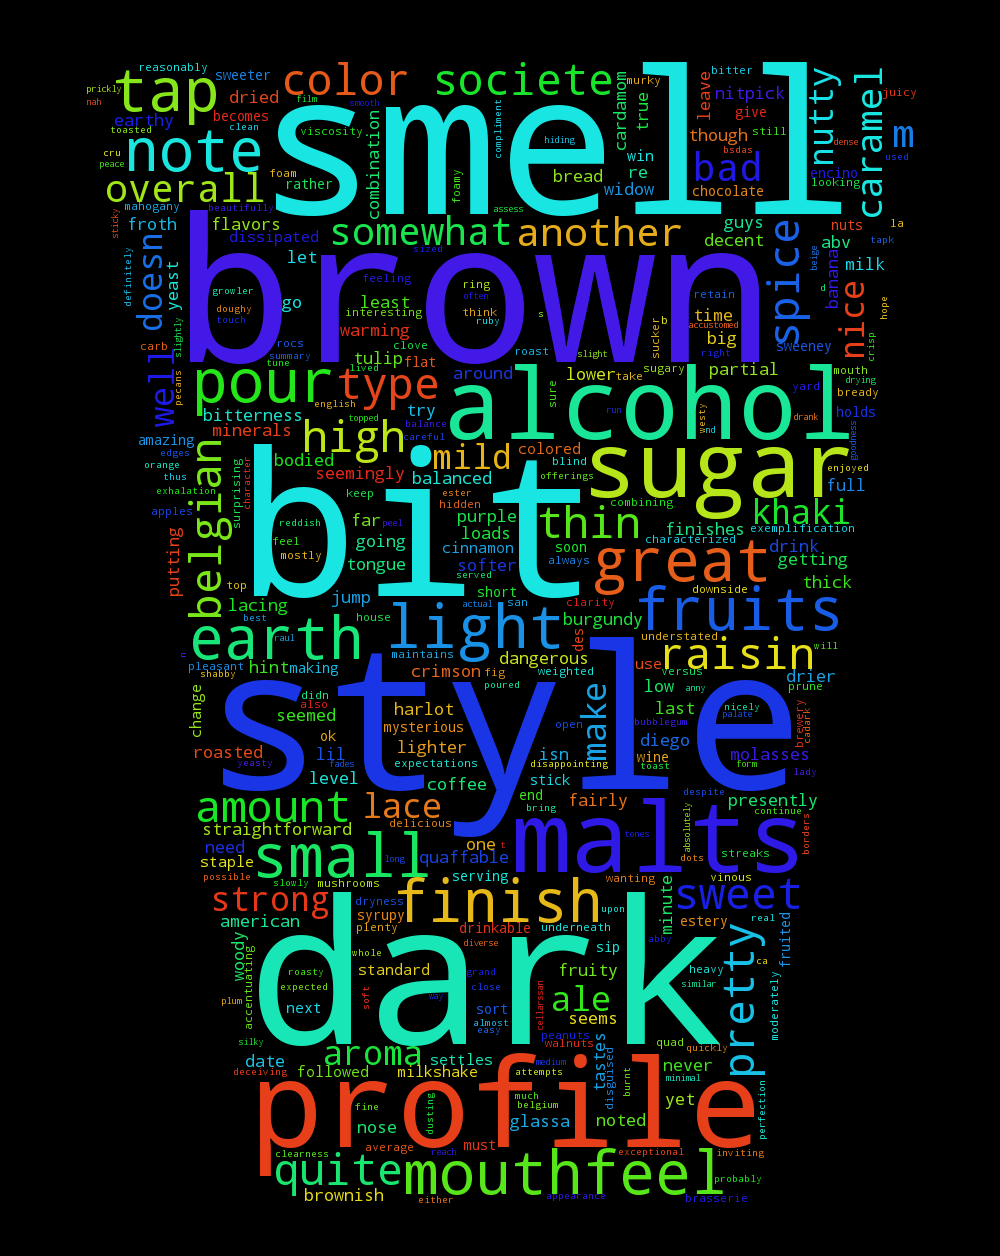 reasonably
sweeter
color
societe
smell
bitter
murky
cardamom
true
leave
nutty
caramel
juicy
prickly
nah
tap
dried
film
smooth
nitpick
give
becomes
earthy
toasted
clean
viscosity
combination
compliment
hiding
though
still
m
cru
peace
note
foam
rather
foamy
bread
win
re
widow
bad
chocolate
bsdas
dense
used
encino
looking
overall
mahogany
beautifully
assess
froth
flavors
somewhat
another
guys
decent
nuts
la
abv
tapk
sticky
dissipated
sized
brown
spice
beige
banana
milk
definitely
doesn
yeast
let
feeling
ring
often
think
ruby
growler
doughy
touch
go
least
interesting
retain
time
accustomed
big
right
d
hope
nice
crisp
carb
slightly
rocs
summary
tune
warming
clove
tulip
flat
lived
roast
s
slight
sucker
b
sugary
sweeney
partial
mouth
drying
bready
well
pecans
pour
type
around
lower
take
sure
alcohol
yard
holds
drank
english
topped
bitterness
minerals
try
balance
careful
run
westy
nd
goodness
amazing
edges
high
mild
colored
blind
sugar
enjoyed
orange
thus
belgian
surprising
character
bodied
seemingly
balanced
offerings
full
exhalation
apples
keep
ester
hidden
combining
khaki
reddish
feel
mostly
bit
far
peel
purple
loads
thin
finishes
exemplification
going
cinnamon
soon
characterized
drink
getting
putting
tongue
softer
always
great
thick
top
served
short
downside
lacing
best
jump
house
actual
san
clarity
fruits
raul
earth
light
burgundy
des
understated
will
maintains
dangerous
raisin
pleasant
shabby
hint
making
crimson
fig
weighted
use
versus
drier
prune
change
didn
also
poured
low
anny
nicely
palate
brewery
cadark
seemed
harlot
mysterious
style
open
make
bubblegum
last
ok
roasted
yeasty
lil
fades
lighter
expectations
isn
disappointing
diego
wine
toast
molasses
form
lady
level
coffee
stick
end
bring
fairly
despite
presently
continue
amount
lace
delicious
malts
absolutely
tones
borders
straightforward
need
staple
possible
small
long
one
t
quaffable
dots
streaks
slowly
mushrooms
serving
wanting
vinous
strong
dryness
syrupy
plenty
finish
upon
minute
sweet
estery
real
american
drinkable
underneath
diverse
sip
abby
pretty
fruited
woody
accentuating
whole
dark
roasty
expected
standard
grand
close
fruity
heavy
similar
ca
moderately
plum
next
soft
way
sort
almost
easy
cellarssan
ale
seems
silky
aroma
settles
peanuts
walnuts
tastes
quad
quickly
date
deceiving
followed
milkshake
medium
attempts
disguised
burnt
never
minimal
perfection
profile
fine
nose
dusting
much
belgium
glassa
noted
yet
clearness
average
reach
must
exceptional
inviting
quite
mouthfeel
probably
brownish
either
appearance
brasserie